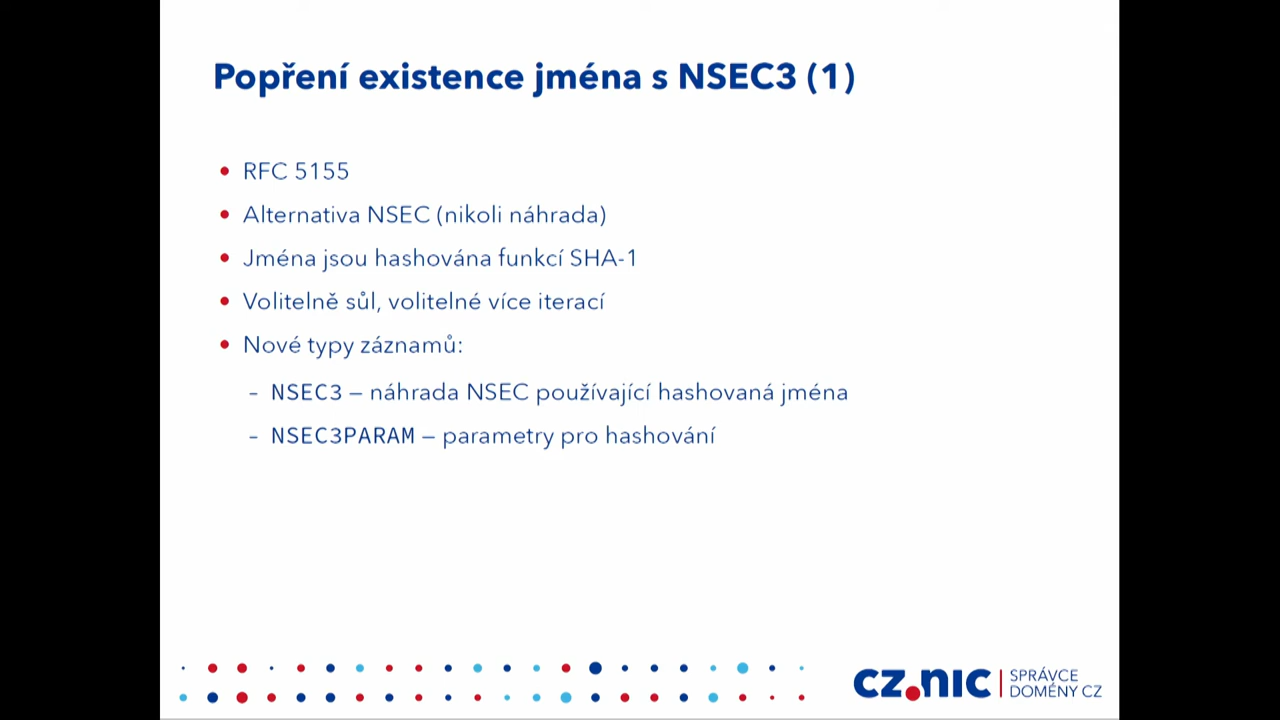 Popření existence jména s NSEC3 (1)
RFC 5155
Alternativa NSEC (nikoli náhrada)
Jména jsou hashována funkcí SHA-1
Volitelně sůl, volitelné více iterací
Nové typy záznamů:
– NSEC3 — náhrada NSEC používající hashovaná jména
– NSEC3PARAM — parametry pro hashování
cz.nic
SPRÁVCE
DOMÉNY CZ